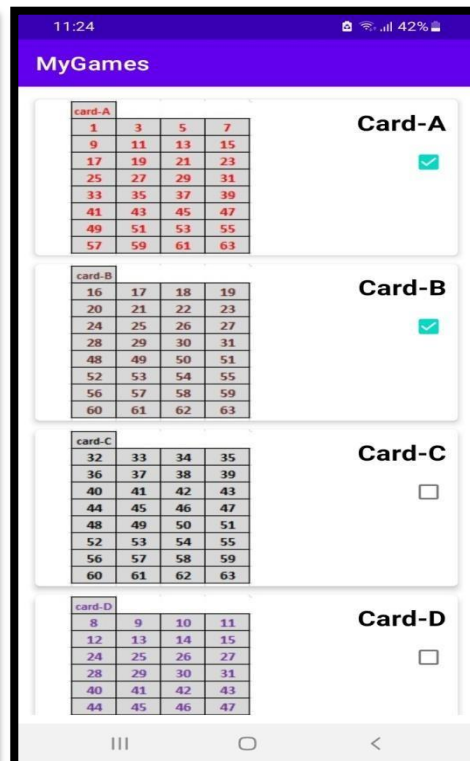 11:24 42%
MyGames
card-A
1 3 5 7
9 11 13 15
17 19 21 23
25 27 29 31
33 35 37 39
41 43 45 47
49 51 53 55
57 59 61 63
Card-A
card-B
16 17 18 19
20 21 22 23
24 25 26 27
28 29 30 31
48 49 50 51
52 53 54 55
56 57 58 59
60 61 62 63
Card-B
card-C
32 33 34 35
36 37 38 39
40 41 42 43
44 45 46 47
48 49 50 51
52 53 54 55
56 57 58 59
60 61 62 63
Card-C
card-D
8 9 10 11
12 13 14 15
24 25 26 27
28 29 30 31
40 41 42 43
44 45 46 47
Card-D